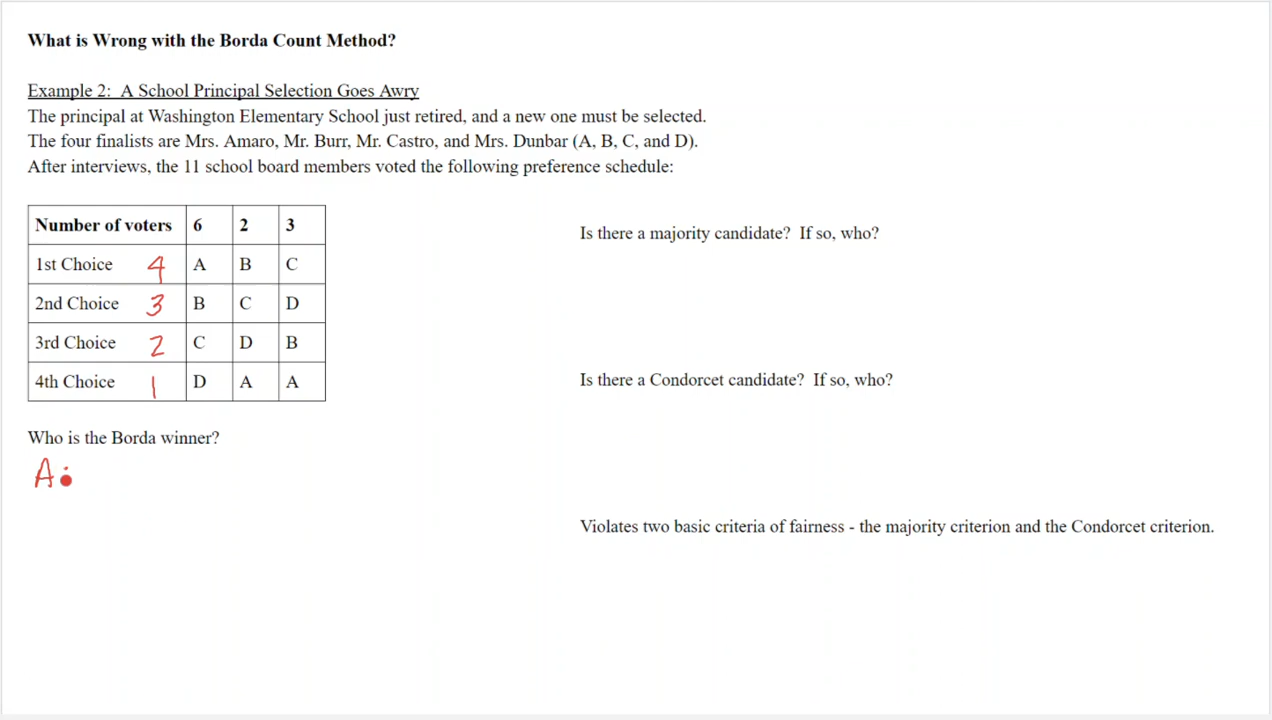 What is Wrong with the Borda Count Method?
Example 2: A School Principal Selection Goes Awry
The principal at Washington Elementary School just retired, and a new one must be selected.
The four finalists are Mrs. Amaro, Mr. Burr, Mr. Castro, and Mrs. Dunbar (A, B, C, and D).
After interviews, the 11 school board members voted the following preference schedule:
Number of voters 6 2 3
1st Choice 4 A B C
2nd Choice 3 B C D
3rd Choice 2 C D B
4th Choice 1 D A A
Who is the Borda winner?
A:
Is there a majority candidate? If so, who?
Is there a Condorcet candidate? If so, who?
Violates two basic criteria of fairness - the majority criterion and the Condorcet criterion.